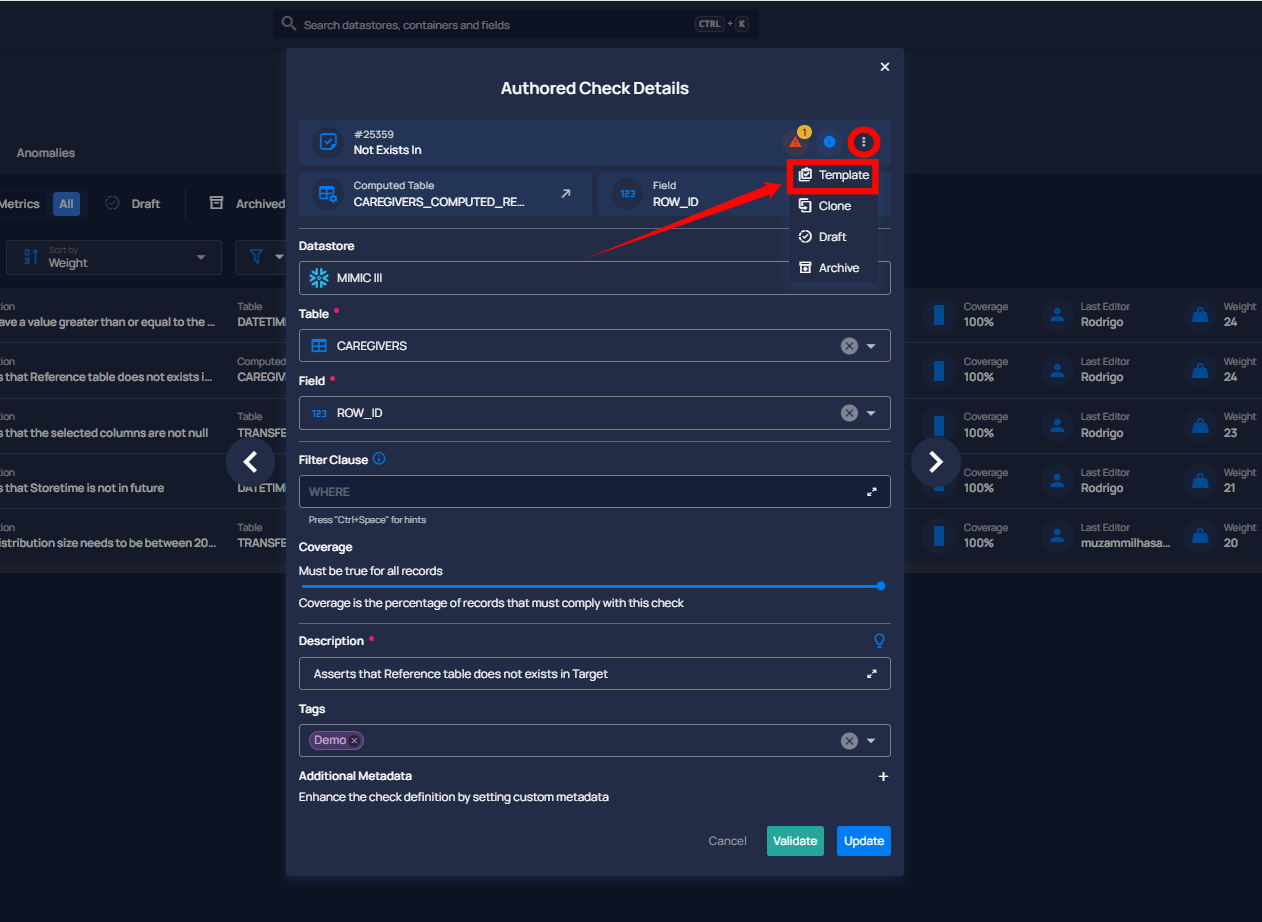 Search datastores, containers and fields
CTRL + K
Authored Check Details
#25359
Not Exists In
1
Template
Clone
Draft
Archive
Computed Table
CAREGIVERS_COMPUTED_RE...
123
Field
ROW_ID
Datastore
MIMIC III
Table *
CAREGIVERS
Field *
123 ROW_ID
Filter Clause
WHERE
Press "Ctrl+Space" for hints
Coverage
Must be true for all records
Coverage is the percentage of records that must comply with this check
Description *
Asserts that Reference table does not exists in Target
Tags
Demo
Additional Metadata
Enhance the check definition by setting custom metadata
Cancel
Validate
Update
Anomalies
Metrics
All
Draft
Archived
Sort by
Weight
tion
ave a value greater than or equal to the ...
Table
DATETIM
Coverage
100%
Last Editor
Rodrigo
Weight
24
tion
s that Reference table does not exists i...
Computed
CAREGIV
Coverage
100%
Last Editor
Rodrigo
Weight
24
tion
s that the selected columns are not null
Table
TRANSFE
Coverage
100%
Last Editor
Rodrigo
Weight
23
tion
s that Storetime is not in future
Table
DATETIM
Coverage
100%
Last Editor
Rodrigo
Weight
21
tion
istribution size needs to be between 20...
Table
TRANSFE
Coverage
100%
Last Editor
muzammilhasa...
Weight
20